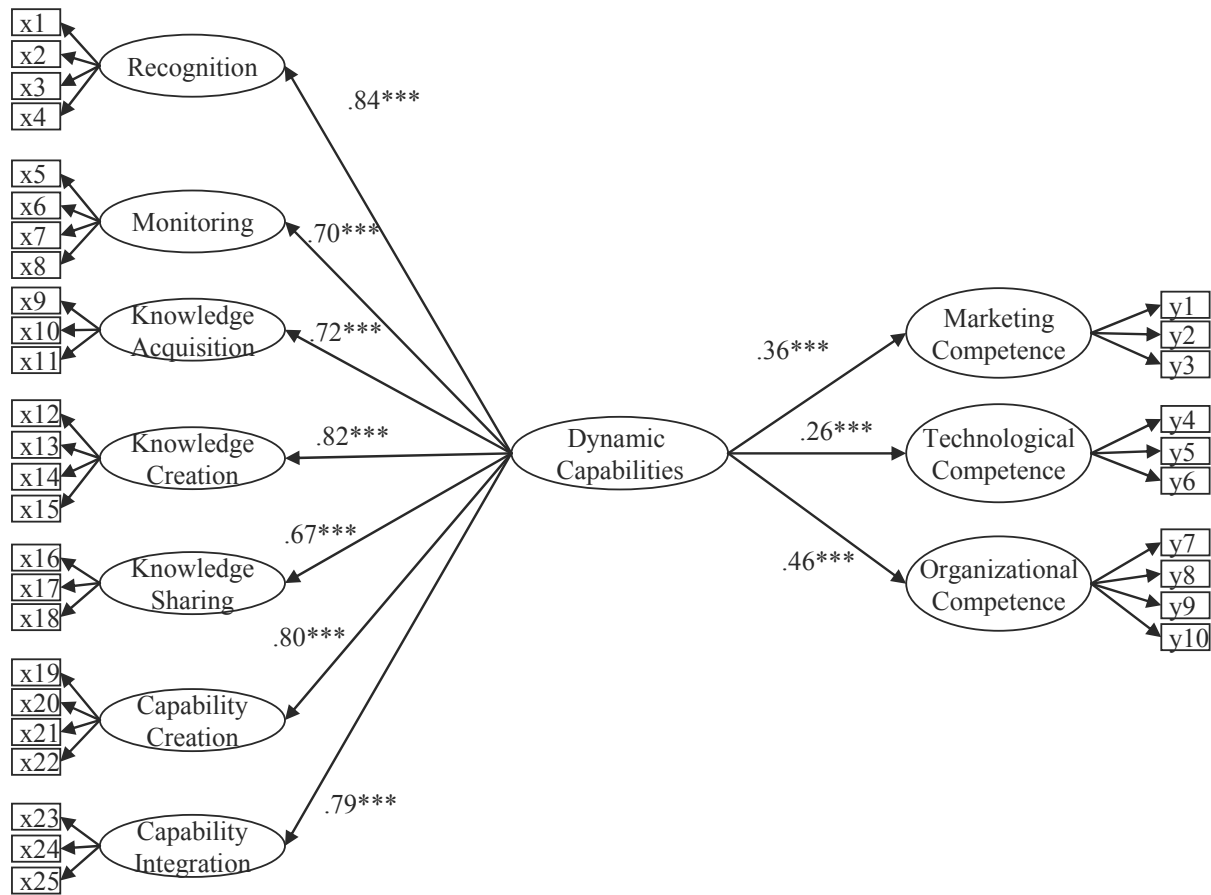 x1
x2
x3
x4
Recognition
.84***
x5
x6
x7
x8
Monitoring
.70***
x9
x10
x11
Knowledge
Acquisition
.72***
x12
x13
x14
x15
Knowledge
Creation
.82***
x16
x17
x18
Knowledge
Sharing
.67***
x19
x20
x21
x22
Capability
Creation
.80***
x23
x24
x25
Capability
Integration
.79***
Dynamic
Capabilities
.36***
Marketing
Competence
y1
y2
y3
.26***
Technological
Competence
y4
y5
y6
.46***
Organizational
Competence
y7
y8
y9
y10